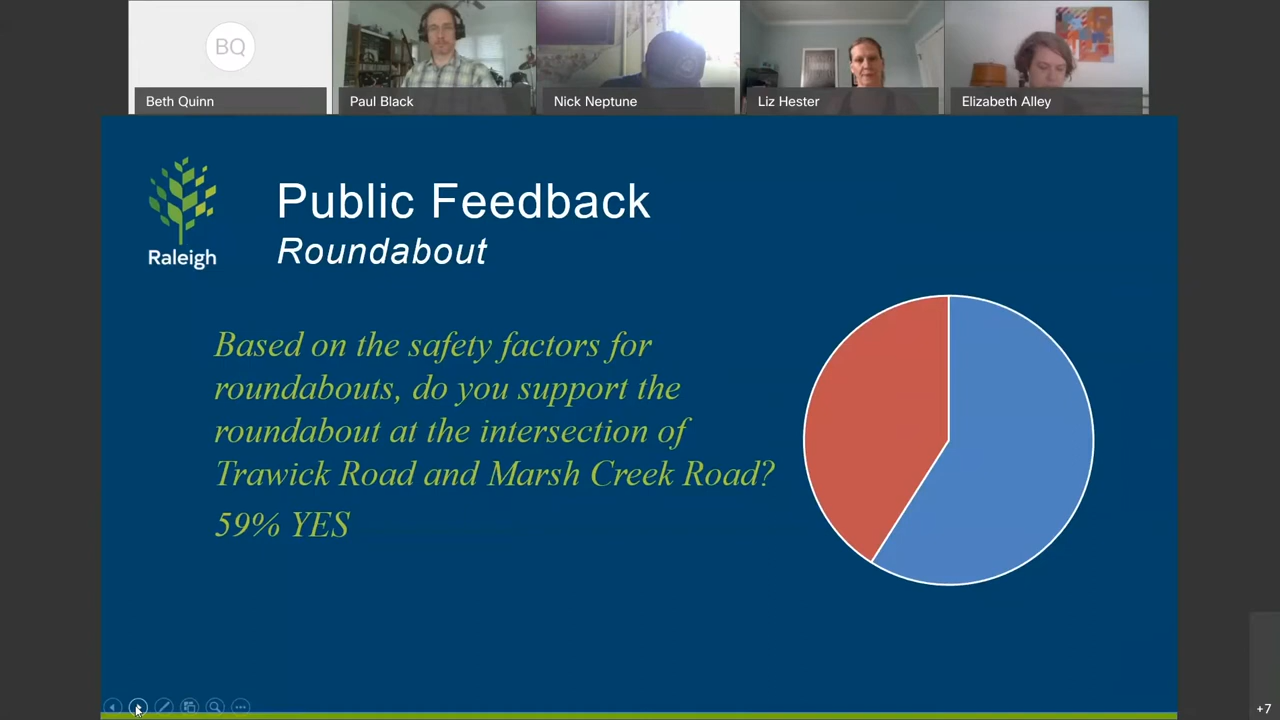 BQ
Beth Quinn
Paul Black
Nick Neptune
Liz Hester
Elizabeth Alley
Raleigh
Public Feedback
Roundabout
Based on the safety factors for
roundabouts, do you support the
roundabout at the intersection of
Trawick Road and Marsh Creek Road?
59% YES
+7